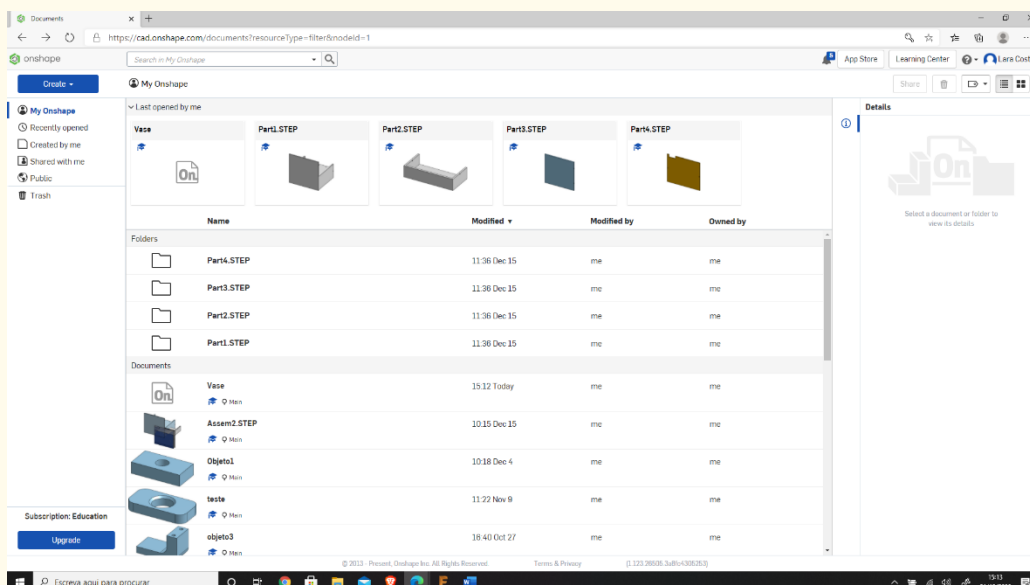 Documents
https://cad.onshape.com/documents?resourceType=filter&nodeId=1
onshape
Search in My Onshape
App Store
Learning Center
Lara Cost
Create
My Onshape
Share
My Onshape
Recently opened
Created by me
Shared with me
Public
Trash
Last opened by me
Details
Vase
Part1.STEP
Part2.STEP
Part3.STEP
Part4.STEP
On
On
Select a document or folder to
view its details
Name Modified Modified by Owned by
Folders
Part4.STEP 11:36 Dec 15 me me
Part3.STEP 11:36 Dec 15 me me
Part2.STEP 11:36 Dec 15 me me
Part1.STEP 11:36 Dec 15 me me
Documents
On
Vase 15:12 Today me me
Main
Assem2.STEP 10:15 Dec 15 me me
Main
Objeto1 10:18 Dec 4 me me
Main
teste 11:22 Nov 9 me me
Main
objeto3 16:40 Oct 27 me me
Main
Subscription: Education
Upgrade
© 2013 - Present, Onshape Inc. All Rights Reserved
Terms & Privacy
Escreva aqui para procurar
15:13